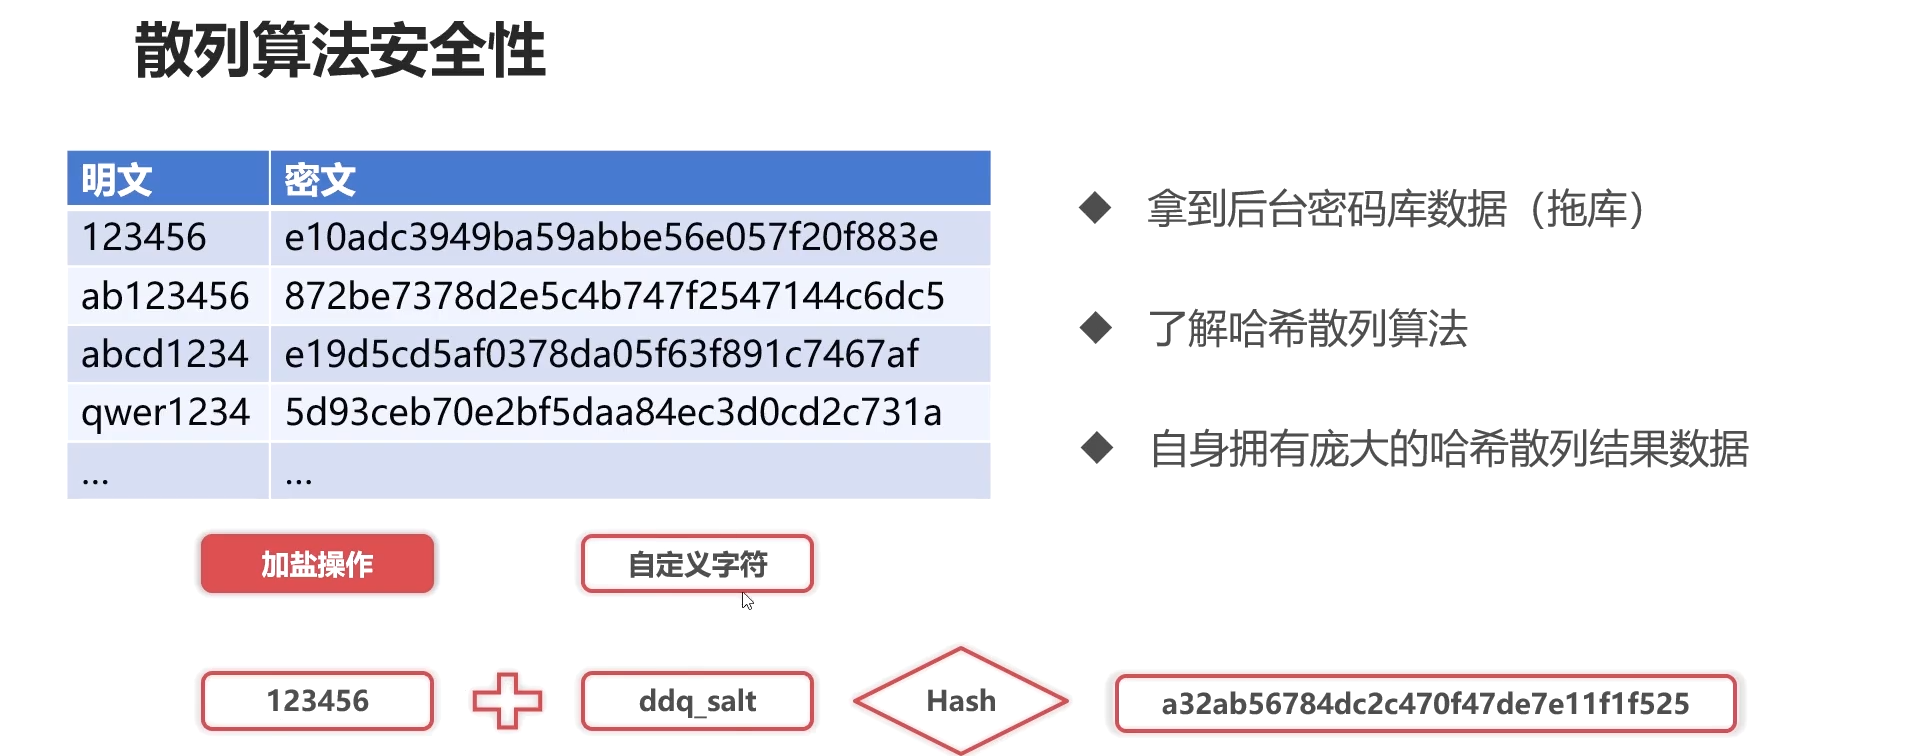 散列算法安全性
明文 密文
123456 e10adc3949ba59abbe56e057f20f883e
ab123456 872be7378d2e5c4b747f2547144c6dc5
abcd1234 e19d5cd5af0378da05f63f891c7467af
qwer1234 5d93ceb70e2bf5daa84ec3d0cd2c731a
... ...
拿到后台密码库数据（拖库）
了解哈希散列算法
自身拥有庞大的哈希散列结果数据
加盐操作 自定义字符
123456 ddq_salt Hash a32ab56784dc2c470f47de7e11f1f525